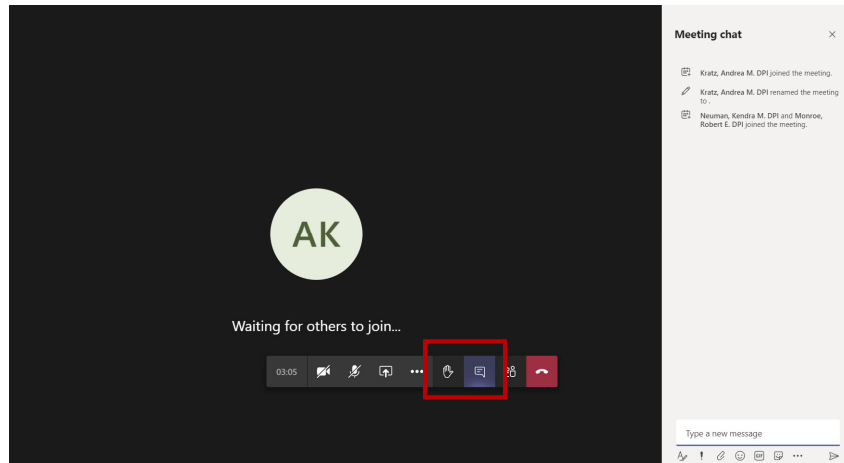 Meeting chat
Kratz, Andrea M. DPI joined the meeting.
Kratz, Andrea M. DPI renamed the meeting
to .
Neuman, Kendra M. DPI and Monroe,
Robert E. DPI joined the meeting.
AK
Waiting for others to join...
03:05
Type a new message
GIF